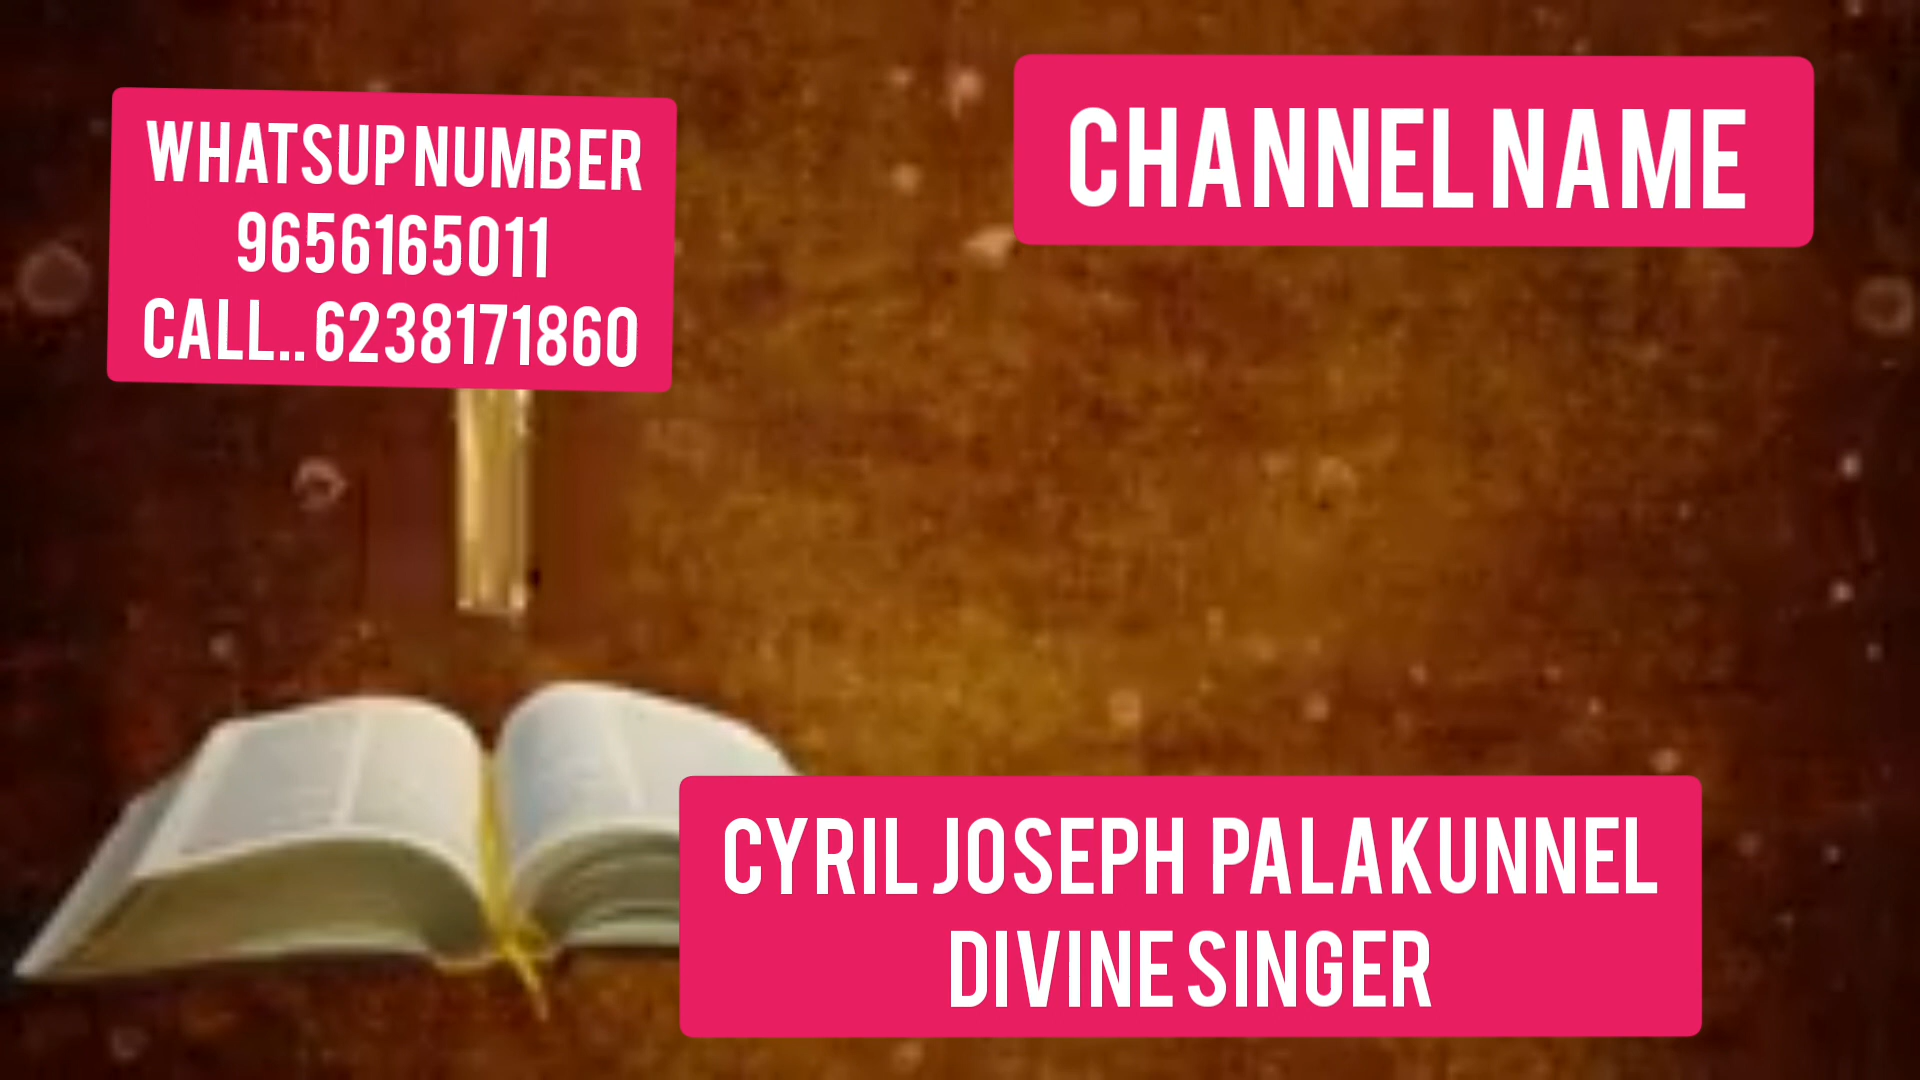 WHATSUP NUMBER
9656165011
CALL.. 6238171860
CHANNEL NAME
CYRIL JOSEPH PALAKUNNEL
DIVINE SINGER